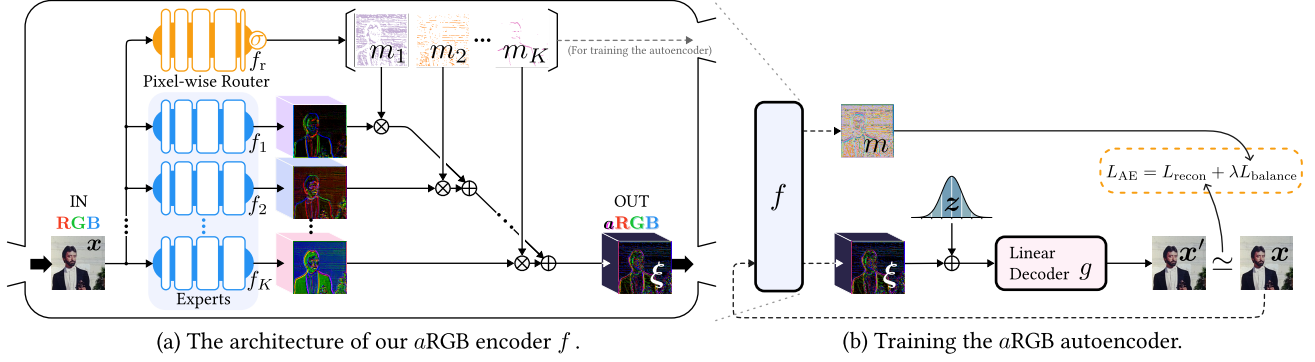 σ
f_r
Pixel-wise Router
m_1
m_2
...
m_K
(For training the autoencoder)
f_1
f_2
f_K
Experts
IN
RGB
x
OUT
aRGB
ξ
(a) The architecture of our aRGB encoder f .
f
m
z
ξ
Linear
Decoder g
x′ ≃ x
L_AE = L_recon + λL_balance
(b) Training the aRGB autoencoder.